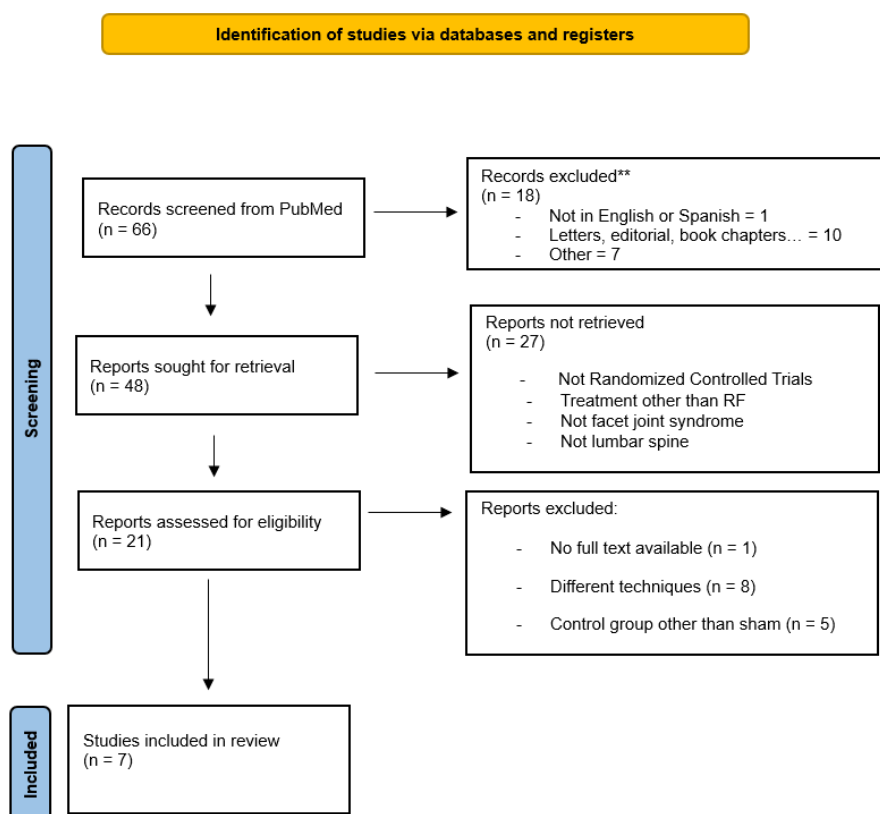 Identification of studies via databases and registers
Screening
Records screened from PubMed
(n = 66)
Records excluded**
(n = 18)
- Not in English or Spanish = 1
- Letters, editorial, book chapters… = 10
- Other = 7
Reports sought for retrieval
(n = 48)
Reports not retrieved
(n = 27)
- Not Randomized Controlled Trials
- Treatment other than RF
- Not facet joint syndrome
- Not lumbar spine
Reports assessed for eligibility
(n = 21)
Reports excluded:
- No full text available (n = 1)
- Different techniques (n = 8)
- Control group other than sham (n = 5)
Included
Studies included in review
(n = 7)